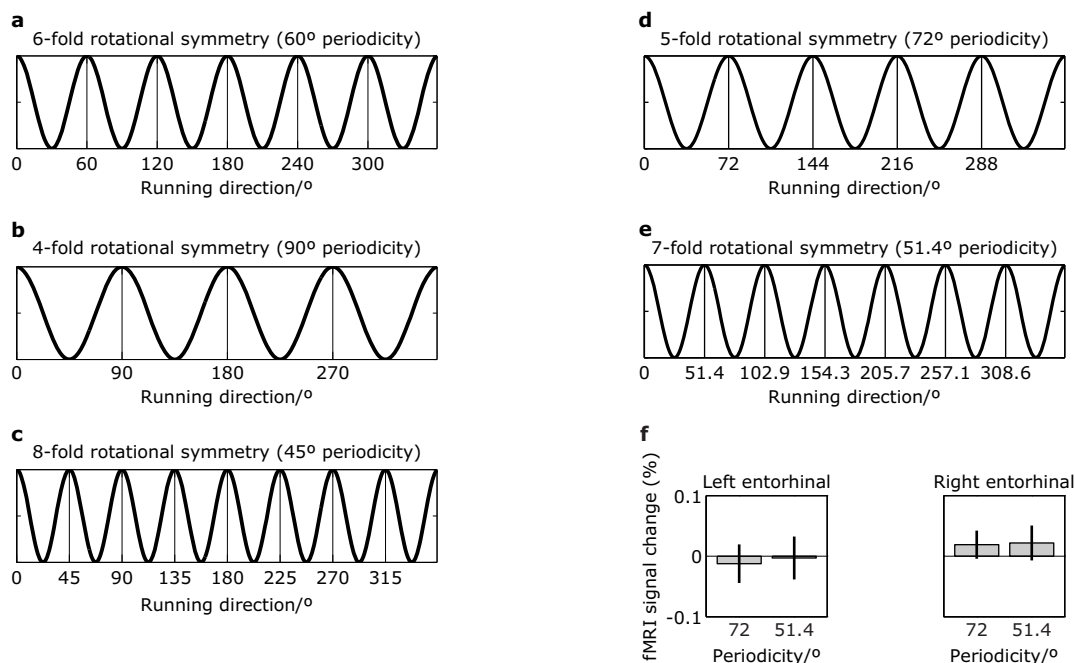 a
6-fold rotational symmetry (60º periodicity)
0 60 120 180 240 300
Running direction/º
b
4-fold rotational symmetry (90º periodicity)
0 90 180 270
Running direction/º
c
8-fold rotational symmetry (45º periodicity)
0 45 90 135 180 225 270 315
Running direction/º
d
5-fold rotational symmetry (72º periodicity)
0 72 144 216 288
Running direction/º
e
7-fold rotational symmetry (51.4º periodicity)
0 51.4 102.9 154.3 205.7 257.1 308.6
Running direction/º
f
fMRI signal change (%)
Left entorhinal
0.1
0
-0.1
72 51.4
Periodicity/º
Right entorhinal
72 51.4
Periodicity/º